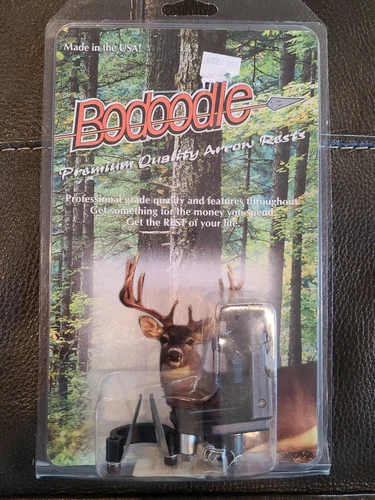 Made in the USA!
Bodoodle
Premium Quality Arrow Rests
Professional grade quality and features throughout.
Get something for the money you spend.
Get the REST of your life.